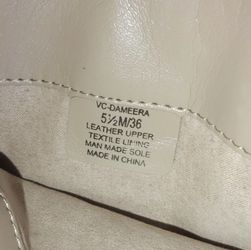 VC-DAMEERA
5½M/36
LEATHER UPPER
TEXTILE LINING
MAN MADE SOLE
MADE IN CHINA